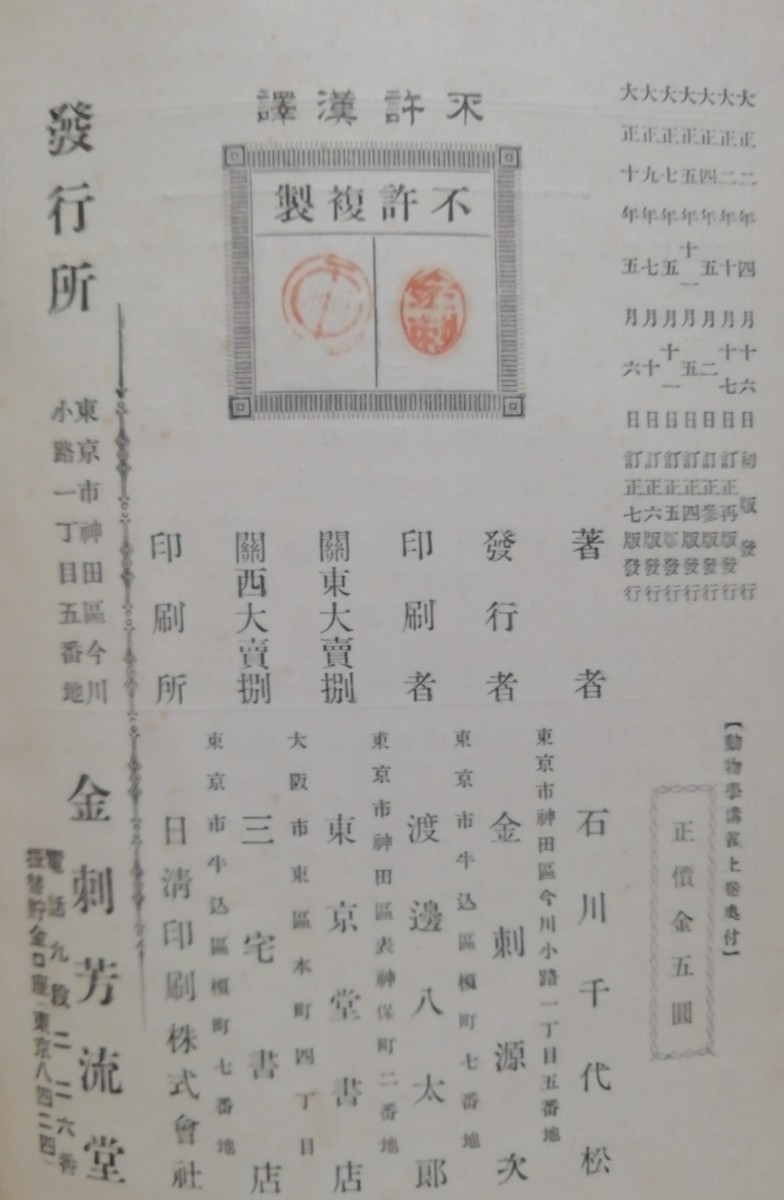 大正二年四月十六日初版發行
大正二年十月十七日訂正再版發行
大正四年五月二日訂正參版發行
大正五年十一月五日訂正四版發行
大正七年五月十一日訂正五版發行
大正九年七月十日訂正六版發行
大正十年五月六日訂正七版發行
【動物學講義上卷奥付】
正價金五圓
不許漢譯
不許複製
著者
石川千代松
東京市神田區今川小路一丁目五番地
發行者
金刺源次
東京市牛込區榎町七番地
印刷者
渡邊八太郎
東京市神田區表神保町二番地
關東大賣捌
東京堂書店
大阪市東區本町四丁目
關西大賣捌
三宅書店
東京市牛込區榎町七番地
印刷所
日清印刷株式會社
發行所
東京市神田區今川
小路一丁目五番地
金刺芳流堂
電話九段二二六番
振替貯金口座東京八四二四